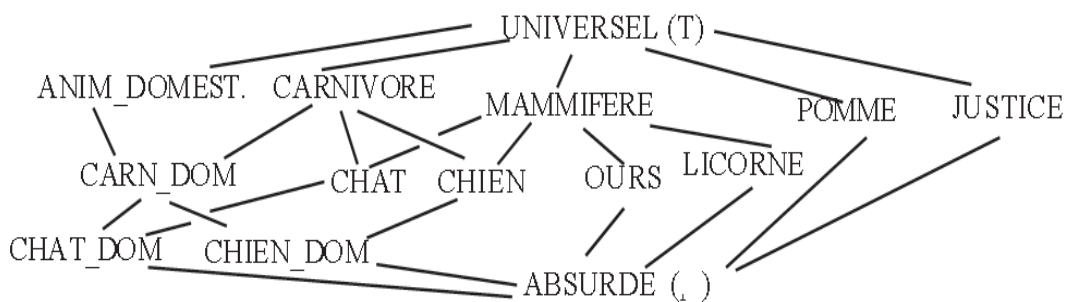 UNIVERSEL (T)
ANIM_DOMEST. CARNIVORE MAMMIFERE POMME JUSTICE
CARN_DOM CHAT CHIEN OURS LICORNE
CHAT_DOM CHIEN_DOM ABSURDE (⊥)